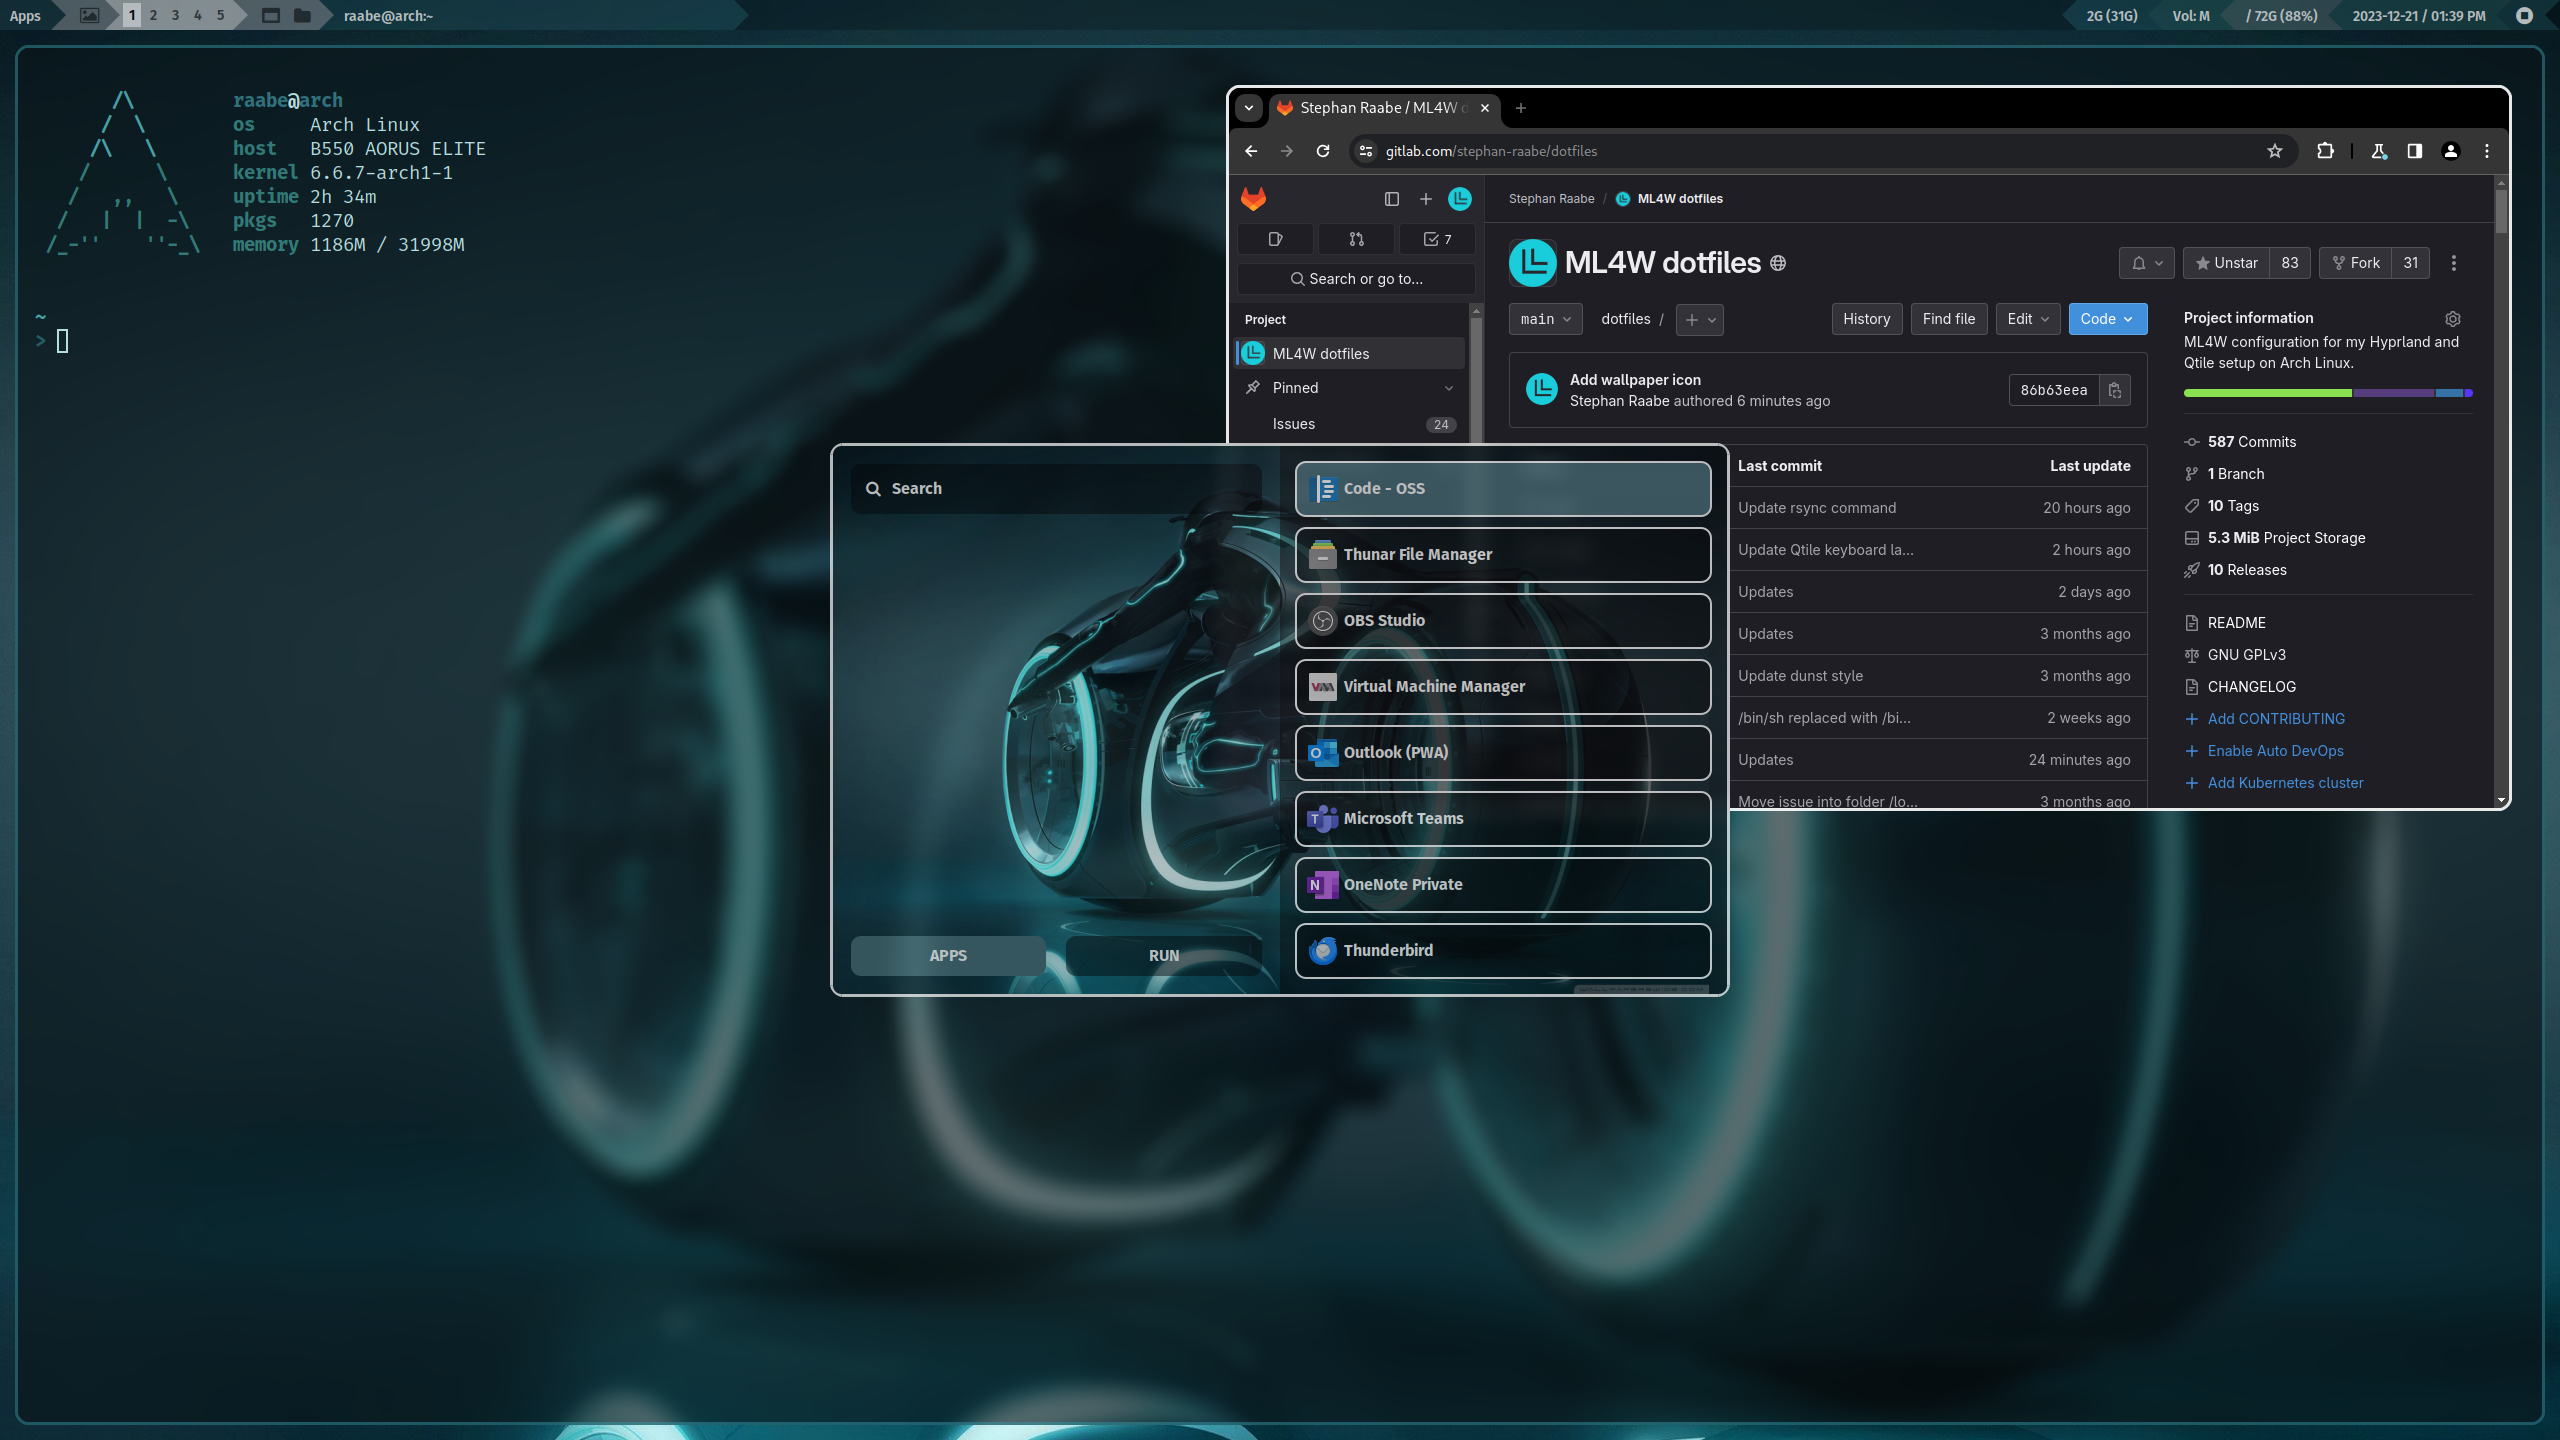 Apps 1 2 3 4 5 raabe@arch:~ 2G (31G) Vol: M / 72G (88%) 2023-12-21 / 01:39 PM
raabe@arch
os Arch Linux
host B550 AORUS ELITE
kernel 6.6.7-arch1-1
uptime 2h 34m
pkgs 1270
memory 1186M / 31998M
~
>
Stephan Raabe / ML4W d
gitlab.com/stephan-raabe/dotfiles
7
Search or go to...
Project
ML4W dotfiles
Pinned
Issues 24
Stephan Raabe / ML4W dotfiles
ML4W dotfiles
Unstar 83 Fork 31
main dotfiles / History Find file Edit Code
Add wallpaper icon
Stephan Raabe authored 6 minutes ago
86b63eea
Last commit Last update
Update rsync command 20 hours ago
Update Qtile keyboard la... 2 hours ago
Updates 2 days ago
Updates 3 months ago
Update dunst style 3 months ago
/bin/sh replaced with /bi... 2 weeks ago
Updates 24 minutes ago
Move issue into folder /lo... 3 months ago
Project information
ML4W configuration for my Hyprland and
Qtile setup on Arch Linux.
587 Commits
1 Branch
10 Tags
5.3 MiB Project Storage
10 Releases
README
GNU GPLv3
CHANGELOG
Add CONTRIBUTING
Enable Auto DevOps
Add Kubernetes cluster
Search
APPS RUN
Code - OSS
Thunar File Manager
OBS Studio
Virtual Machine Manager
Outlook (PWA)
Microsoft Teams
OneNote Private
Thunderbird